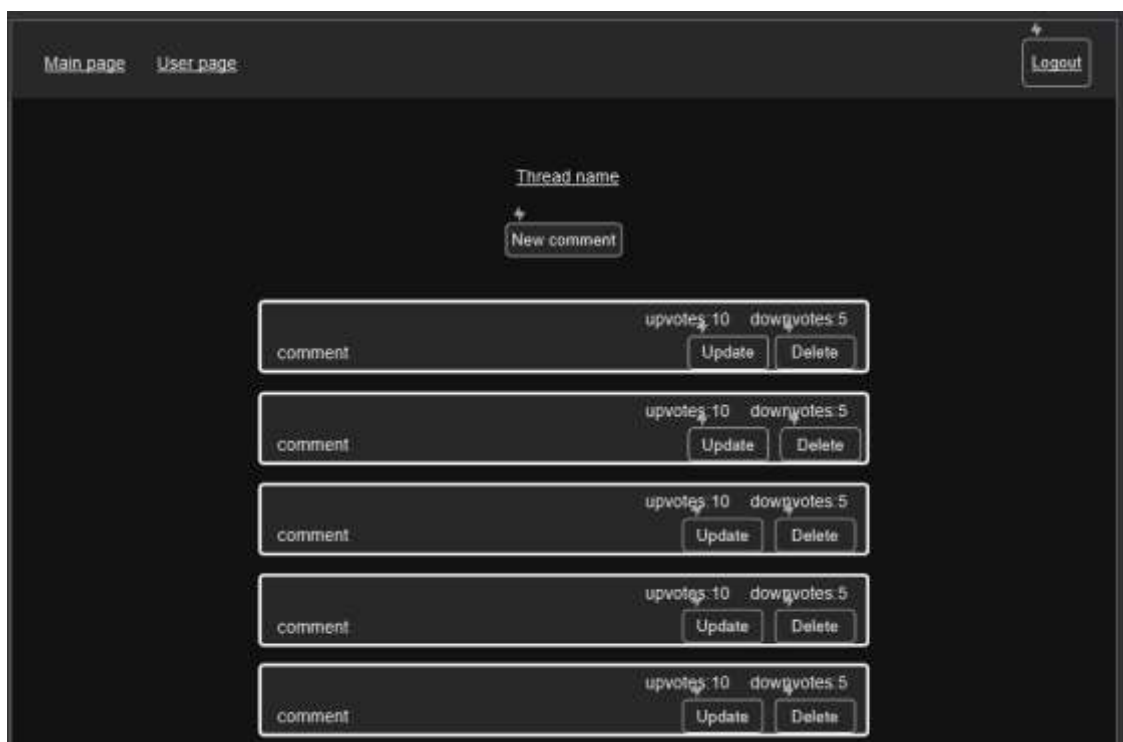 Main page User page Logout
Thread name
New comment
upvotes:10 downvotes:5
comment Update Delete
upvotes:10 downvotes:5
comment Update Delete
upvotes:10 downvotes:5
comment Update Delete
upvotes:10 downvotes:5
comment Update Delete
upvotes:10 downvotes:5
comment Update Delete